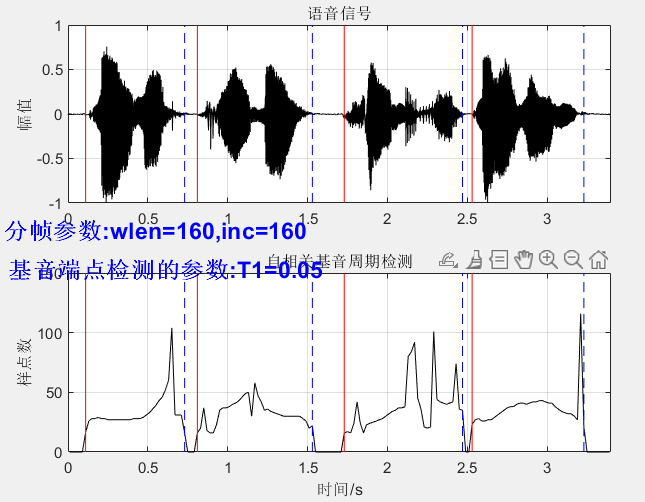 语音信号
1
0.5
0
-0.5
-1
幅值
0 0.5 1 1.5 2 2.5 3
分帧参数:wlen=160,inc=160
自相关基音周期检测
基音端点检测的参数:T1=0.05
150
100
50
0
样点数
0 0.5 1 1.5 2 2.5 3
时间/s